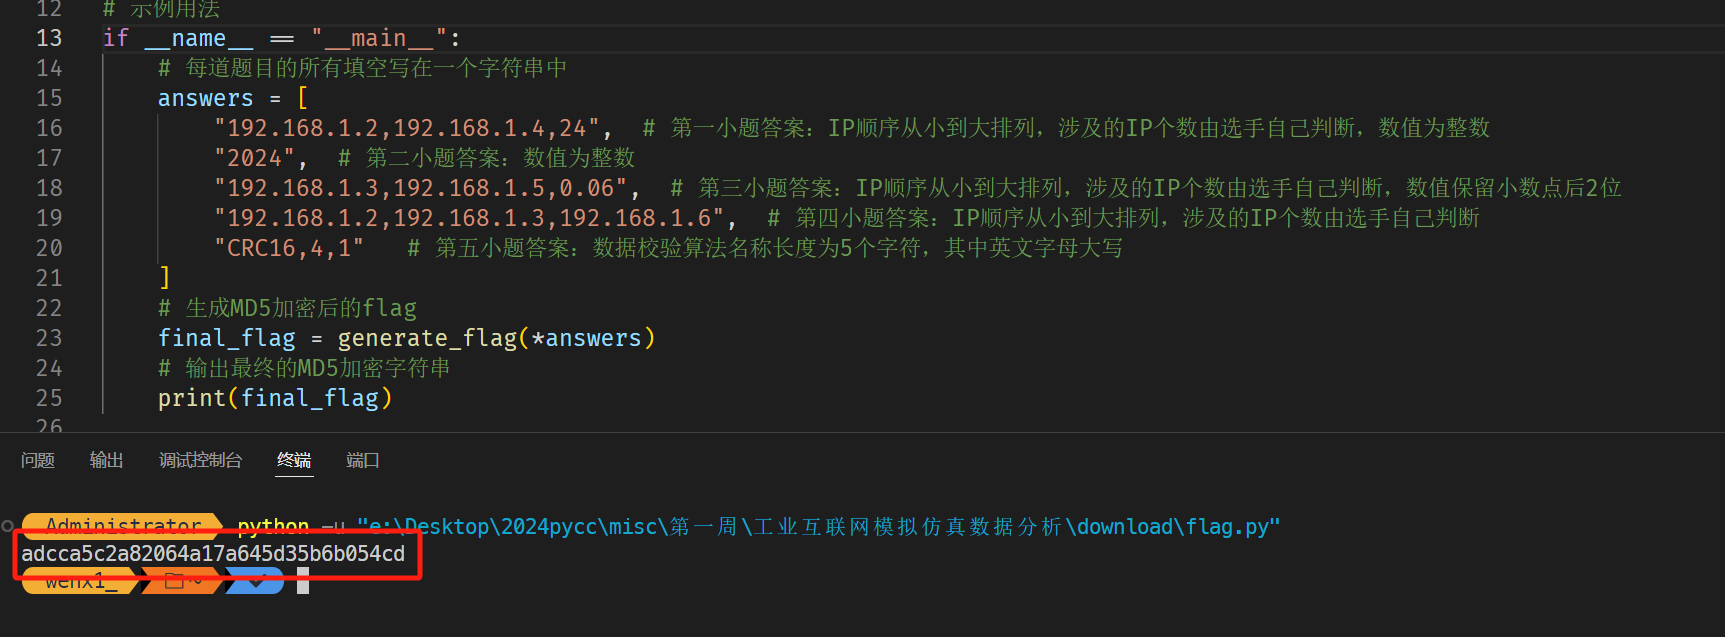 12 # 示例用法
13 if __name__ == "__main__":
14 # 每道题目的所有填空写在一个字符串中
15 answers = [
16 "192.168.1.2,192.168.1.4,24", # 第一小题答案：IP顺序从小到大排列，涉及的IP个数由选手自己判断，数值为整数
17 "2024", # 第二小题答案：数值为整数
18 "192.168.1.3,192.168.1.5,0.06", # 第三小题答案：IP顺序从小到大排列，涉及的IP个数由选手自己判断，数值保留小数点后2位
19 "192.168.1.2,192.168.1.3,192.168.1.6", # 第四小题答案：IP顺序从小到大排列，涉及的IP个数由选手自己判断
20 "CRC16,4,1" # 第五小题答案：数据校验算法名称长度为5个字符，其中英文字母大写
21 ]
22 # 生成MD5加密后的flag
23 final_flag = generate_flag(*answers)
24 # 输出最终的MD5加密字符串
25 print(final_flag)
26
问题 输出 调试控制台 终端 端口
Administrator python -u "e:\Desktop\2024pycc\misc\第一周\工业互联网模拟仿真数据分析\download\flag.py"
adcca5c2a82064a17a645d35b6b054cd
wenx1_ ~